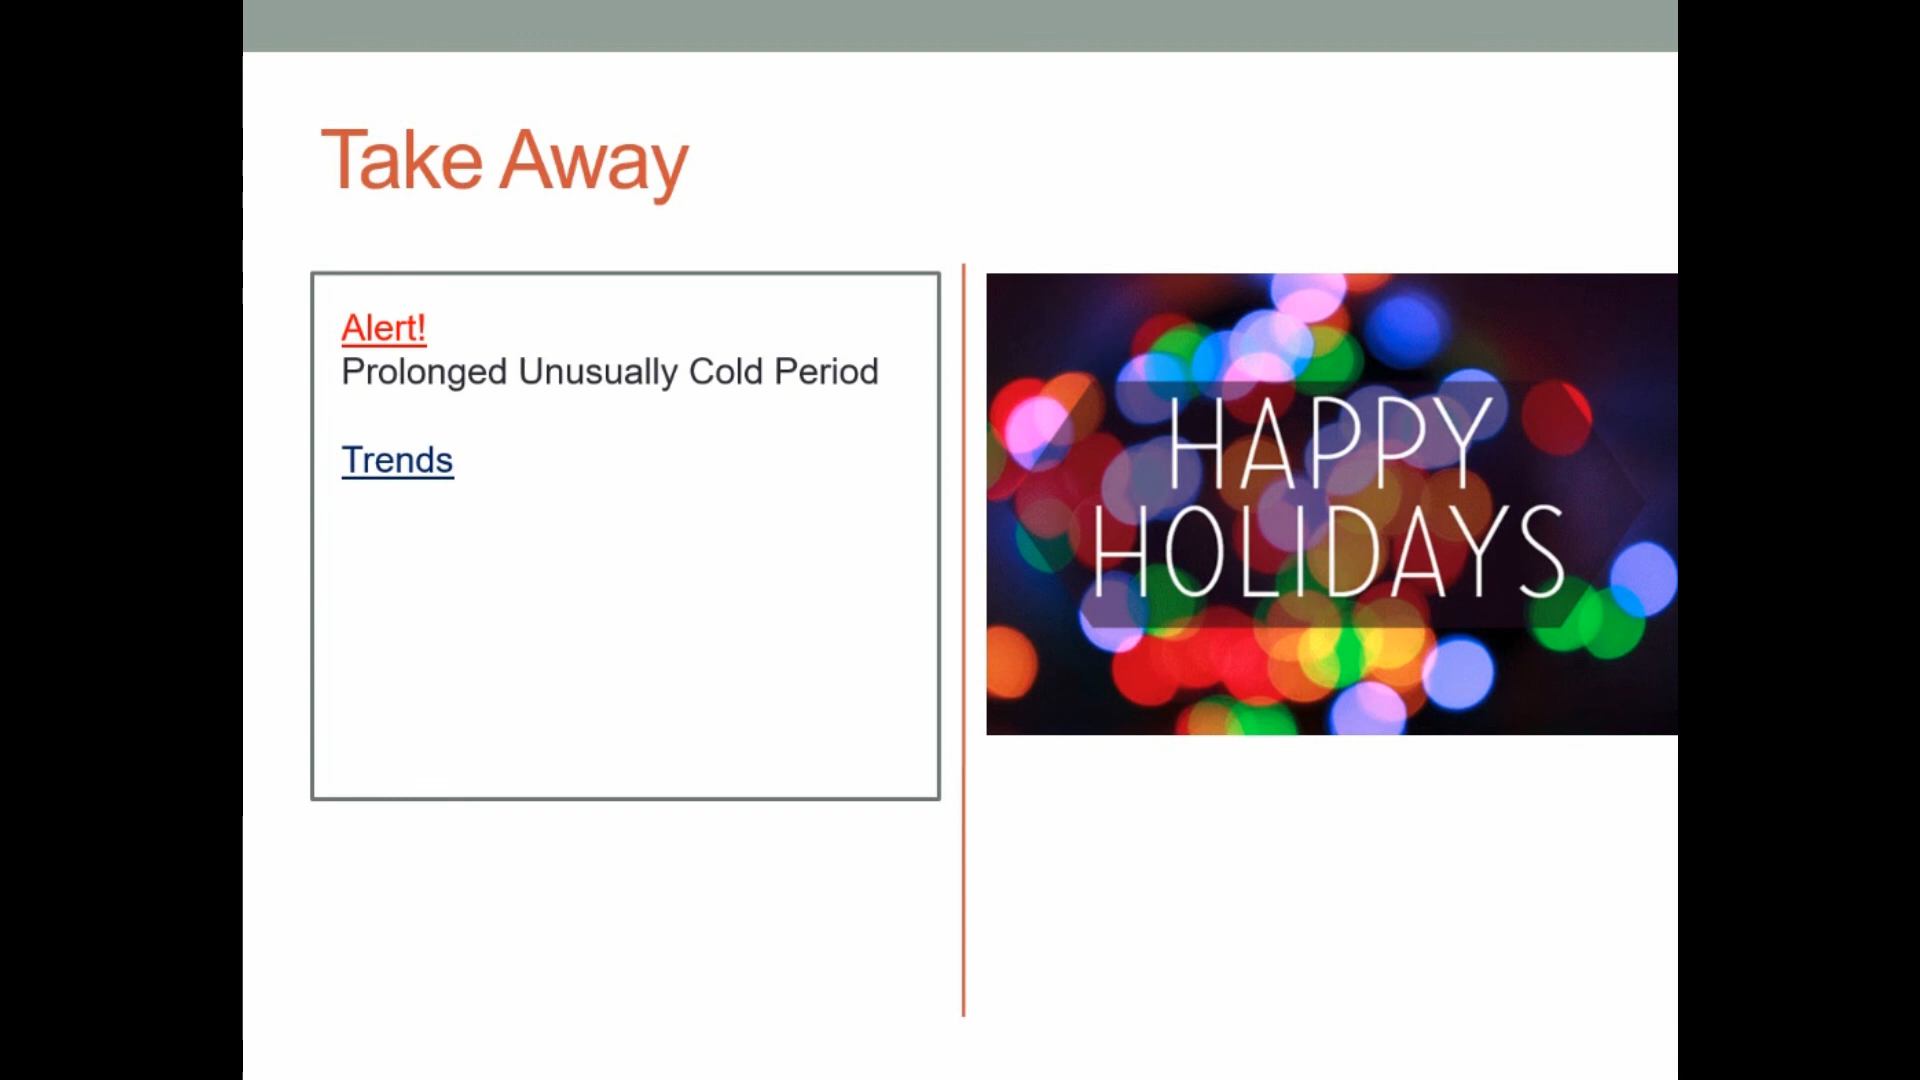 Take Away
Alert!
Prolonged Unusually Cold Period
Trends
HAPPY
HOLIDAYS